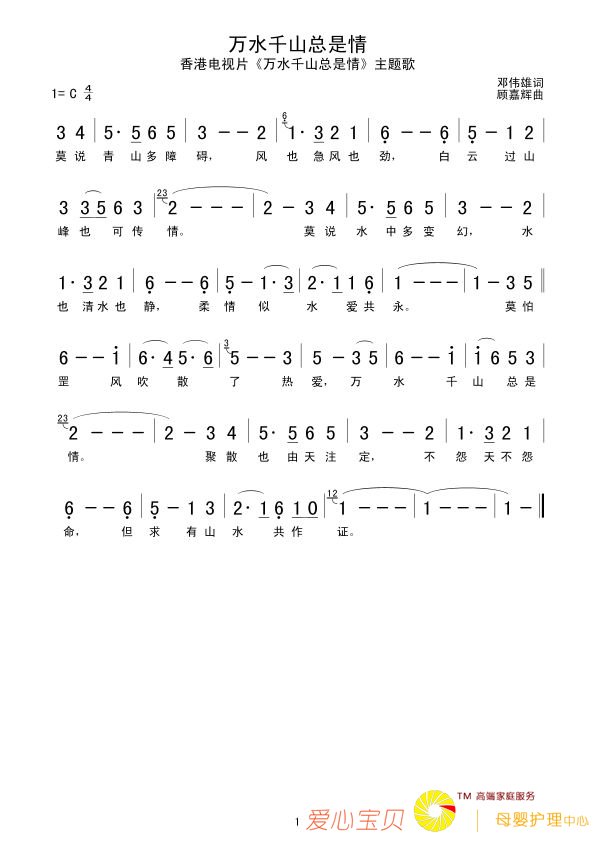 万水千山总是情
香港电视片《万水千山总是情》主题歌
邓伟雄词
1= C 4/4 顾嘉辉曲
3 4 | 5· 5 6 5 | 3 - - 2 | 6 1· 3 2 1 | 6 - - 6 | 5 - 1 2
莫说 青山多障 碍， 风 也 急风也 劲， 白 云 过山
3 3 5 6 3 | 23 2 - - - | 2 - 3 4 | 5· 5 6 5 | 3 - - 2
峰也 可传 情。 莫说 水 中多变 幻， 水
1· 3 2 1 | 6 - - 6 | 5 - 1· 3 | 2· 1 1 6 | 1 - - - | 1 - 3 5 ‖
也 清水也 静， 柔 情 似 水 爱共 永。 莫怕
6 - - 1 | 6· 4 5· 6 | 3 5 - - 3 | 5 - 3 5 | 6 - - 1 | 1 6 5 3
罡 风 吹 散 了 热 爱， 万 水 千 山 总是
23 2 - - - | 2 - 3 4 | 5· 5 6 5 | 3 - - 2 | 1· 3 2 1
情。 聚散 也 由天注 定， 不 怨 天不怨
6 - - 6 | 5 - 1 3 | 2· 1 6 1 0 | 12 1 - - - | 1 - - - | 1 - - ‖
命， 但 求 有山 水 共作 证。
TM 高端家庭服务
1 爱心宝贝 | 母婴护理中心